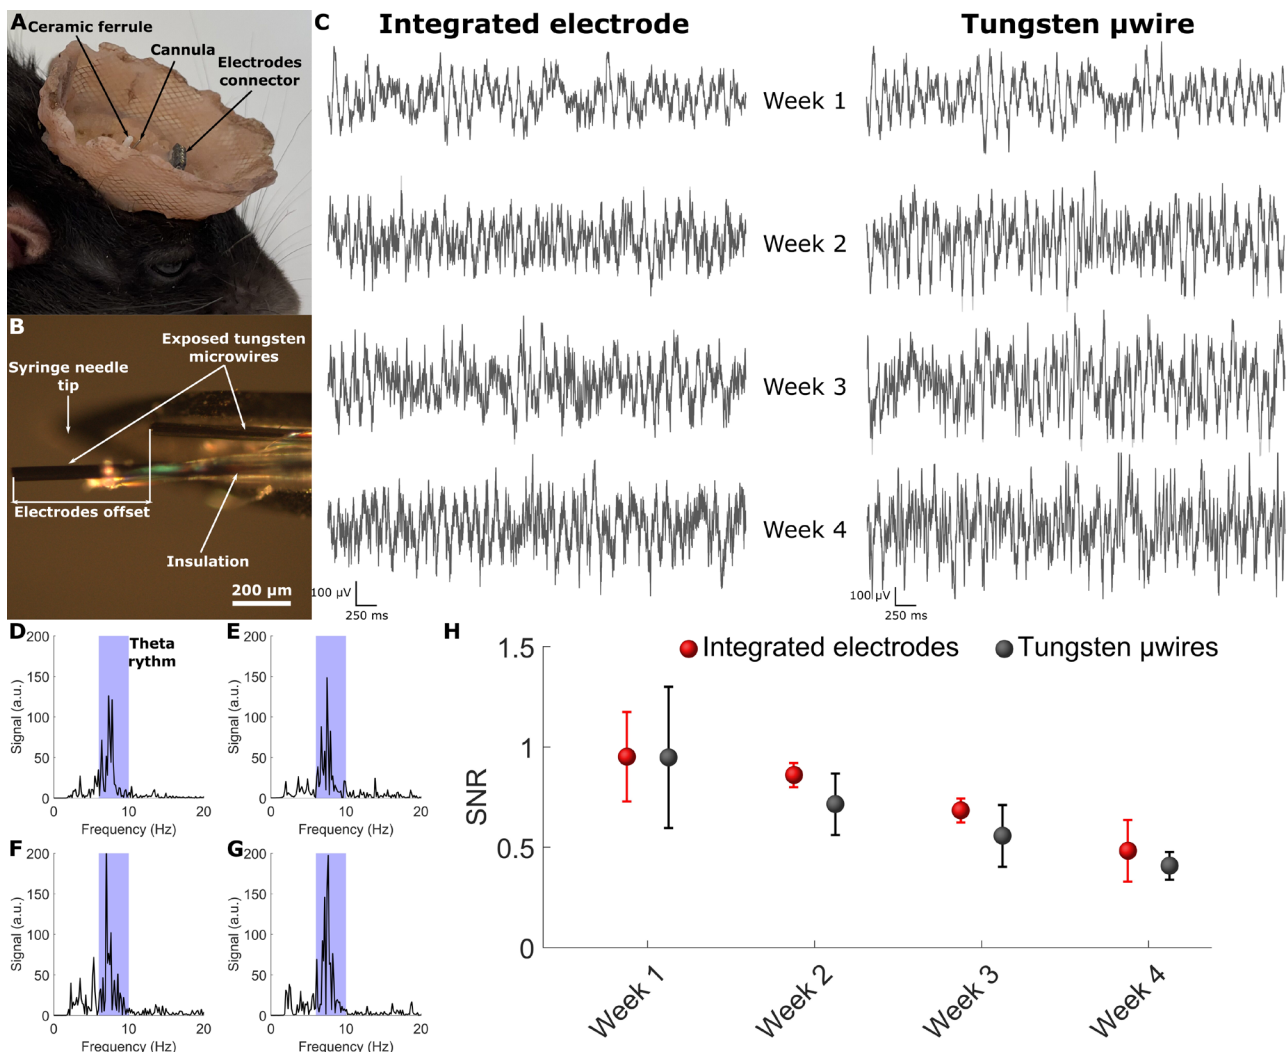 A
Ceramic ferrule
Cannula
Electrodes
connector
B
Exposed tungsten
microwires
Syringe needle
tip
Electrodes offset
Insulation
200 µm
C
Integrated electrode
Tungsten µwire
Week 1
Week 2
Week 3
Week 4
100 µV
250 ms
100 µV
250 ms
D
Theta
rythm
200
150
100
50
0
0
10
20
Signal (a.u.)
Frequency (Hz)
E
200
150
100
50
0
0
10
20
Signal (a.u.)
Frequency (Hz)
F
200
150
100
50
0
0
10
20
Signal (a.u.)
Frequency (Hz)
G
200
150
100
50
0
0
10
20
Signal (a.u.)
Frequency (Hz)
H
Integrated electrodes
Tungsten µwires
1.5
1
0.5
0
SNR
Week 1
Week 2
Week 3
Week 4